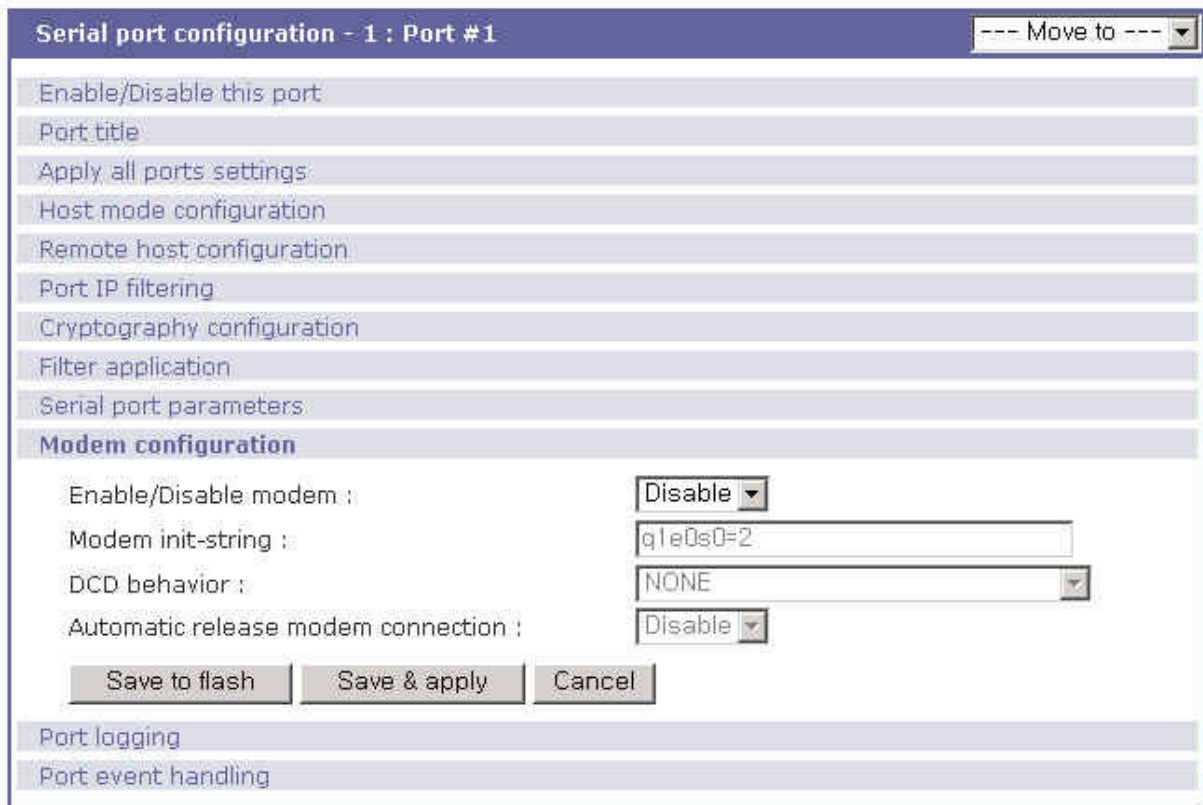 Serial port configuration - 1 : Port #1 --- Move to ---
Enable/Disable this port
Port title
Apply all ports settings
Host mode configuration
Remote host configuration
Port IP filtering
Cryptography configuration
Filter application
Serial port parameters
Modem configuration
Enable/Disable modem : Disable
Modem init-string : q1e0s0=2
DCD behavior : NONE
Automatic release modem connection : Disable
Save to flash Save & apply Cancel
Port logging
Port event handling